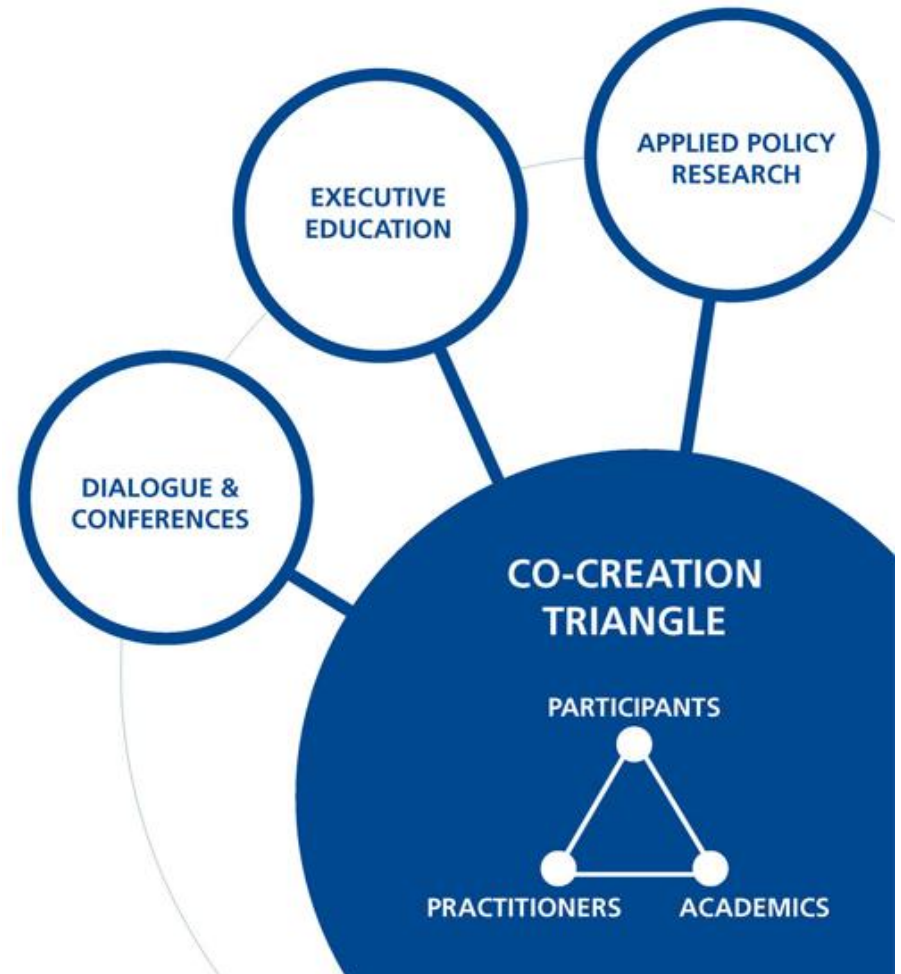 APPLIED POLICY
RESEARCH
EXECUTIVE
EDUCATION
DIALOGUE &
CONFERENCES
CO-CREATION
TRIANGLE
PARTICIPANTS
PRACTITIONERS
ACADEMICS